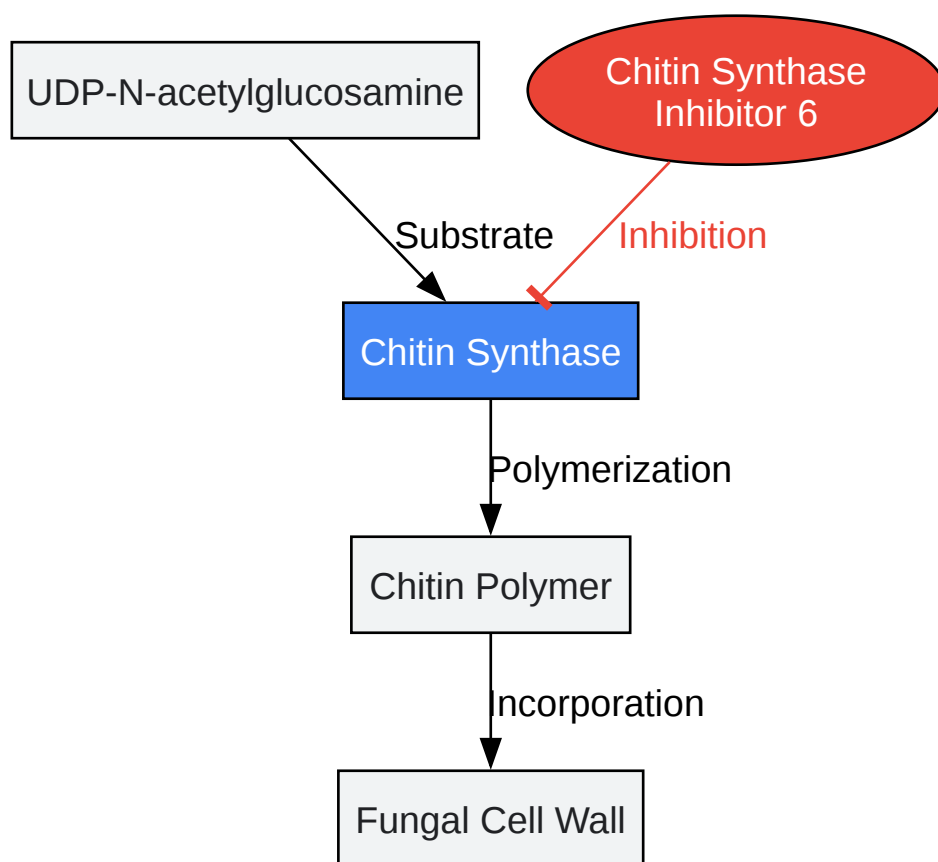 UDP-N-acetylglucosamine
Chitin Synthase
Inhibitor 6
Substrate
Inhibition
Chitin Synthase
Polymerization
Chitin Polymer
Incorporation
Fungal Cell Wall